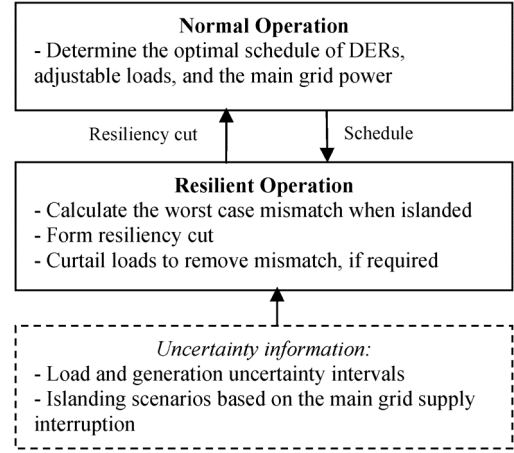 Normal Operation
- Determine the optimal schedule of DERs,
adjustable loads, and the main grid power
Resiliency cut
Schedule
Resilient Operation
- Calculate the worst case mismatch when islanded
- Form resiliency cut
- Curtail loads to remove mismatch, if required
Uncertainty information:
- Load and generation uncertainty intervals
- Islanding scenarios based on the main grid supply
interruption